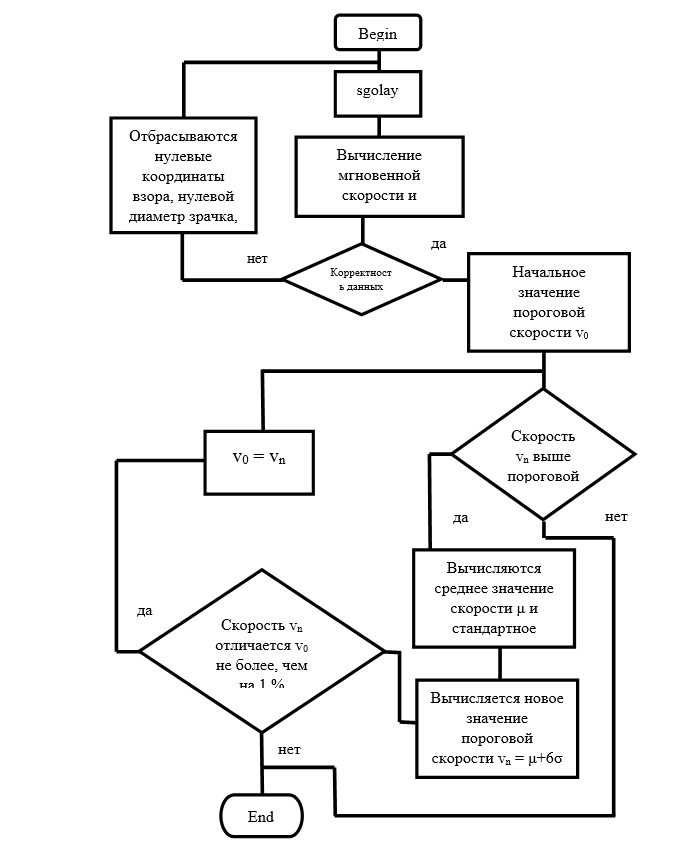 Begin
sgolay
Отбрасываются
нулевые
координаты
взора, нулевой
диаметр зрачка,
Вычисление
мгновенной
скорости и
нет
да
Корректност
ь данных
Начальное
значение
пороговой
скорости v₀
v₀ = vₙ
Скорость
vₙ выше
пороговой
да
нет
Вычисляются
среднее значение
скорости μ и
стандартное
да
Скорость vₙ
отличается v₀
не более, чем
на 1 %
Вычисляется новое
значение
пороговой
скорости vₙ = μ+6σ
нет
End